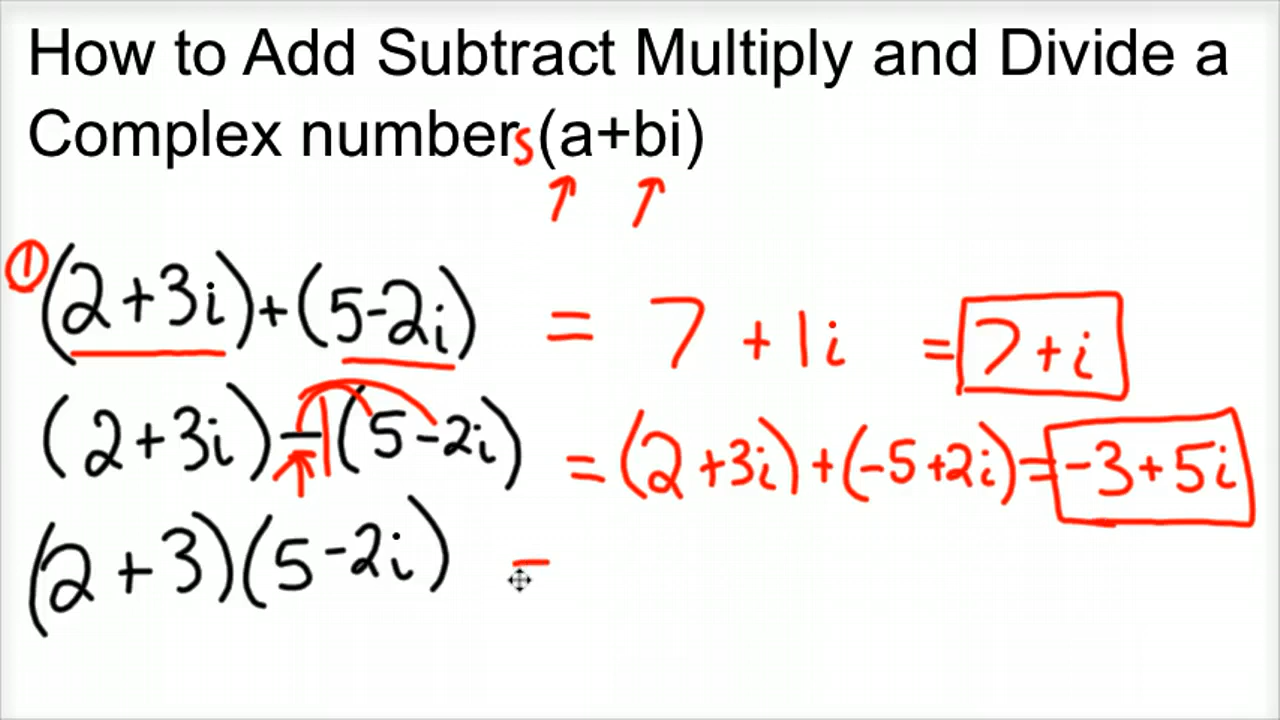 How to Add Subtract Multiply and Divide a
Complex numbers (a+bi)
① (2+3i)+(5-2i) = 7+1i = 7+i
(2+3i)-1(5-2i) = (2+3i)+(-5+2i)=-3+5i
(2+3)(5-2i) =